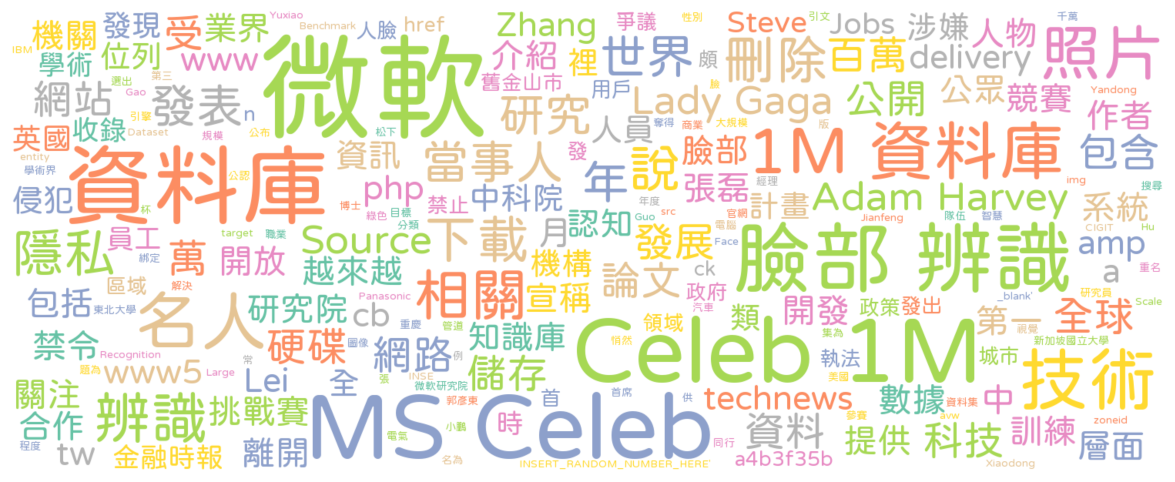 機關 發現 受 業界 Yuxiao Benchmark 人臉 href Zhang 爭議 世界 性別 Steve Jobs 引文 涉嫌 人物 千萬 照片
IBM 學術 位列 www 微軟 介紹 裡 頗 刪除 百萬 delivery
網站 發表 n 舊金山市 用戶 Lady Gaga 公開 公眾 競賽 Yandong
英國 收錄 引擎 Gao 第三 選出 Dataset 規模 公布 松下 研究 人員 奪得 商業 大規模 版 作者
entity 學術界 公認 資料庫 資訊 當事人 發 年 說 臉部 1M 資料庫 包含
侵犯 博士 杯 php 禁止 中科院 張磊 經理 Adam Harvey img 搜尋
隱私 員工 target 綠色 目標 分類 年度 Guo src 官網 計畫 Jianfeng 隊伍 智慧 系統 CIGIT Hu
綁定 職業 萬 開放 Source 下載 月 認知 發展 電腦 Face 臉部 辨識 amp
區域 解決 越來越 機構 論文 ck 政府 a 重名
包括 東北大學 名人 研究院 Panasonic cb 相關 宣稱 汽車 類 開發 政策 發出 _blank' 研究員 Scale
重慶 管道 知識庫 Celeb 1M 領域 第一 視覺 全球
禁令 Recognition 題為 硬碟 圖像 常 網路 例 悄然 集為 執法 城市 新加坡國立大學
www5 Large Lei 全 張 INSE 儲存 首 首席 供 美國 技術
關注 辨識 挑戰賽 微軟研究院 technews 資料集 數據 中 zoneid
合作 郭彥東 MS Celeb 時 參賽 avw 訓練
程度 tw 金融時報 離開 電氣 小鵬 名為 同行 資料 提供 科技 層面
INSERT_RANDOM_NUMBER_HERE' a4b3f35b Xiaodong